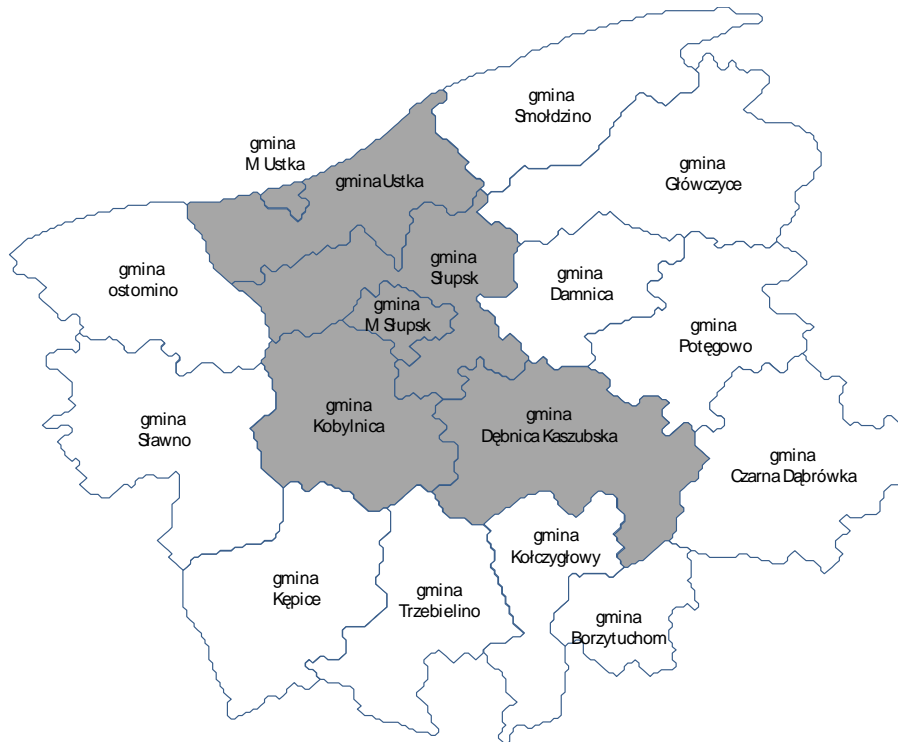 gmina
Smołdzino
gmina
M Ustka
gmina Ustka
gmina
Główczyce
gmina
Słupsk
gmina
ostomino
gmina
Damnica
gmina
M Słupsk
gmina
Potęgowo
gmina
Kobylnica
gmina
Dębnica Kaszubska
gmina
Sławno
gmina
Czarna Dąbrówka
gmina
Kołczygłowy
gmina
Kępice
gmina
Trzebielino
gmina
Borzytuchom